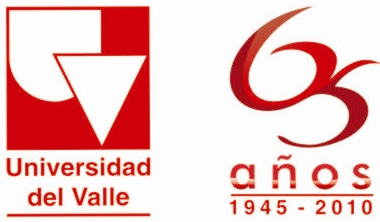 Universidad
del Valle
65
años
1945 - 2010